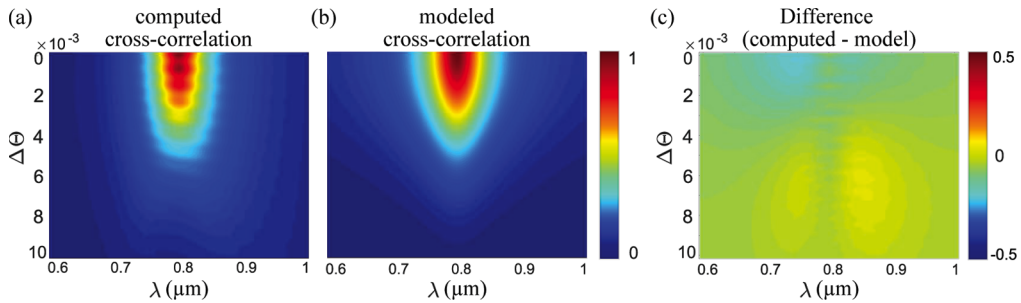 (a) computed cross-correlation
(b) modeled cross-correlation
(c) Difference (computed - model)
×10⁻³
0
2
4
6
8
10
ΔΘ
0.6 0.7 0.8 0.9 1
λ (μm)
0.6 0.7 0.8 0.9 1
λ (μm)
1
0
×10⁻³
0
2
4
6
8
10
ΔΘ
0.6 0.7 0.8 0.9 1
λ (μm)
0.5
0
-0.5